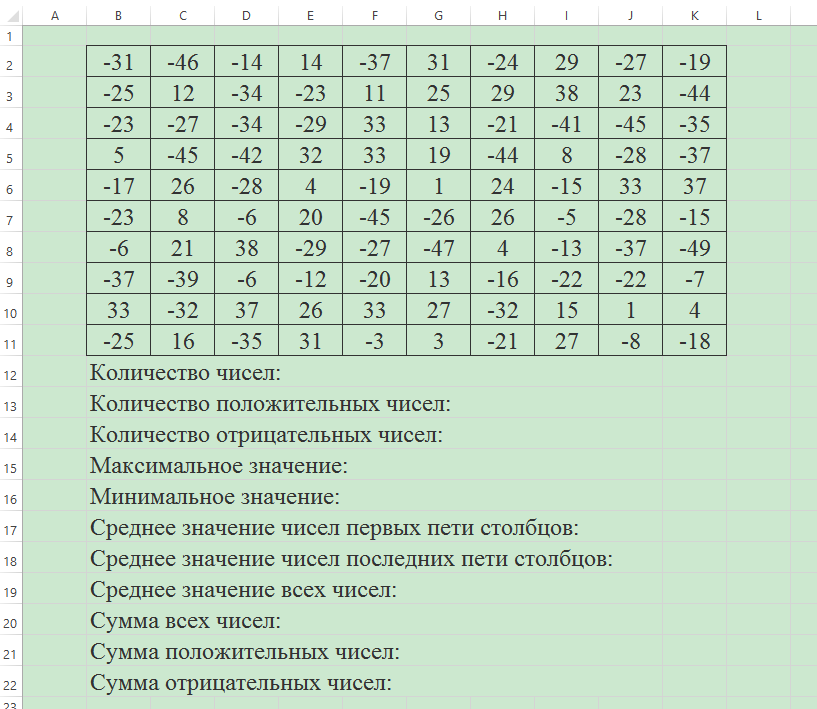 A B C D E F G H I J K L
1
2 -31 -46 -14 14 -37 31 -24 29 -27 -19
3 -25 12 -34 -23 11 25 29 38 23 -44
4 -23 -27 -34 -29 33 13 -21 -41 -45 -35
5 5 -45 -42 32 33 19 -44 8 -28 -37
6 -17 26 -28 4 -19 1 24 -15 33 37
7 -23 8 -6 20 -45 -26 26 -5 -28 -15
8 -6 21 38 -29 -27 -47 4 -13 -37 -49
9 -37 -39 -6 -12 -20 13 -16 -22 -22 -7
10 33 -32 37 26 33 27 -32 15 1 4
11 -25 16 -35 31 -3 3 -21 27 -8 -18
12 Количество чисел:
13 Количество положительных чисел:
14 Количество отрицательных чисел:
15 Максимальное значение:
16 Минимальное значение:
17 Среднее значение чисел первых пети столбцов:
18 Среднее значение чисел последних пети столбцов:
19 Среднее значение всех чисел:
20 Сумма всех чисел:
21 Сумма положительных чисел:
22 Сумма отрицательных чисел:
23